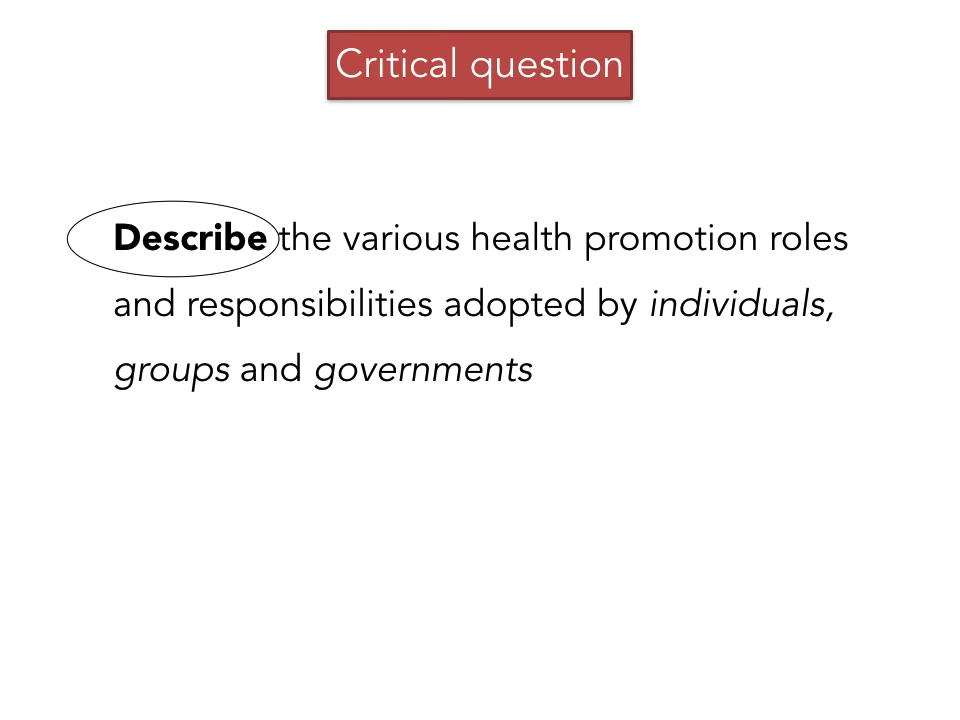 Critical question
Describe the various health promotion roles
and responsibilities adopted by individuals,
groups and governments